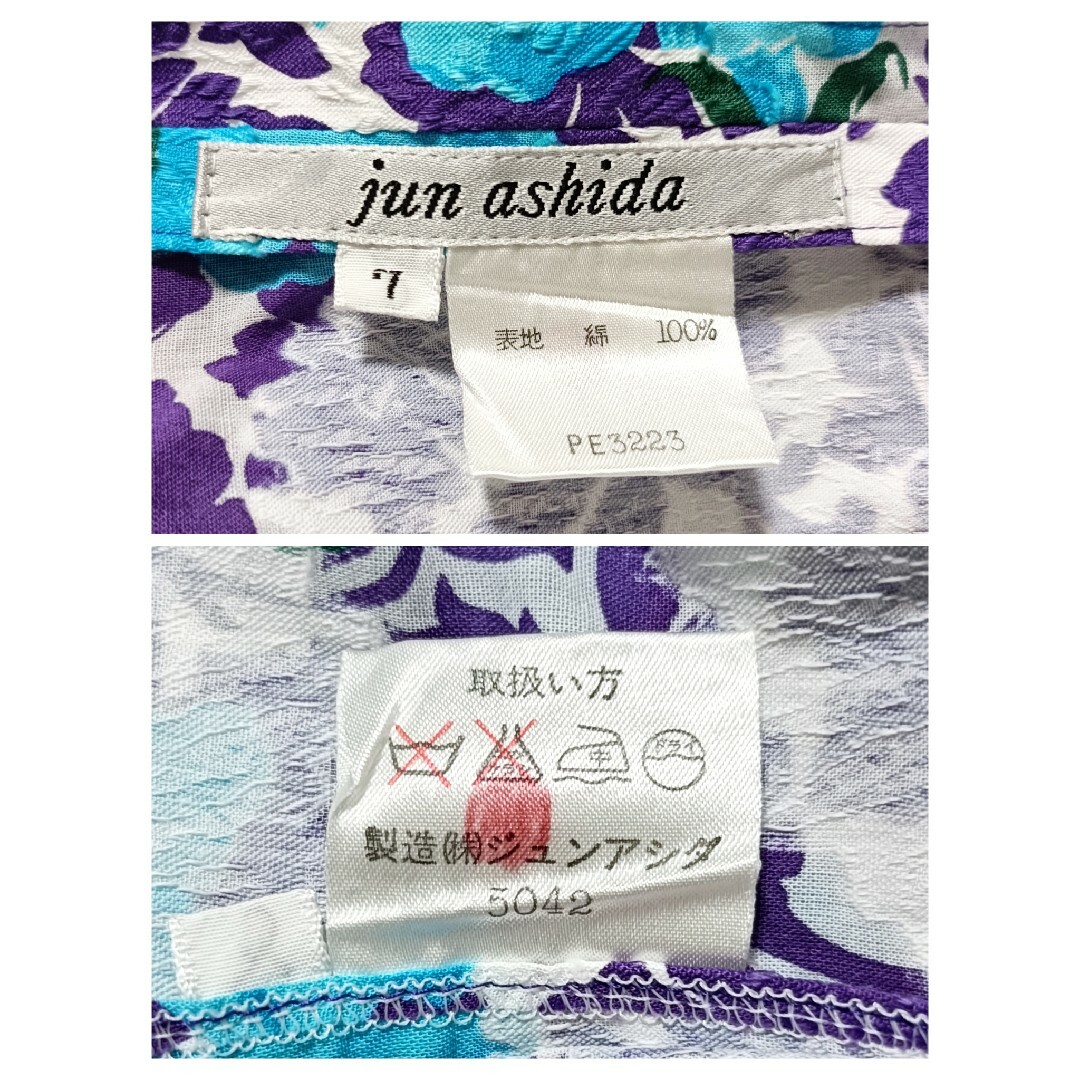 jun ashida
7
表地 綿 100%
PE3223
取扱い方
中 ドライ
製造(株)ジュンアシダ
5042